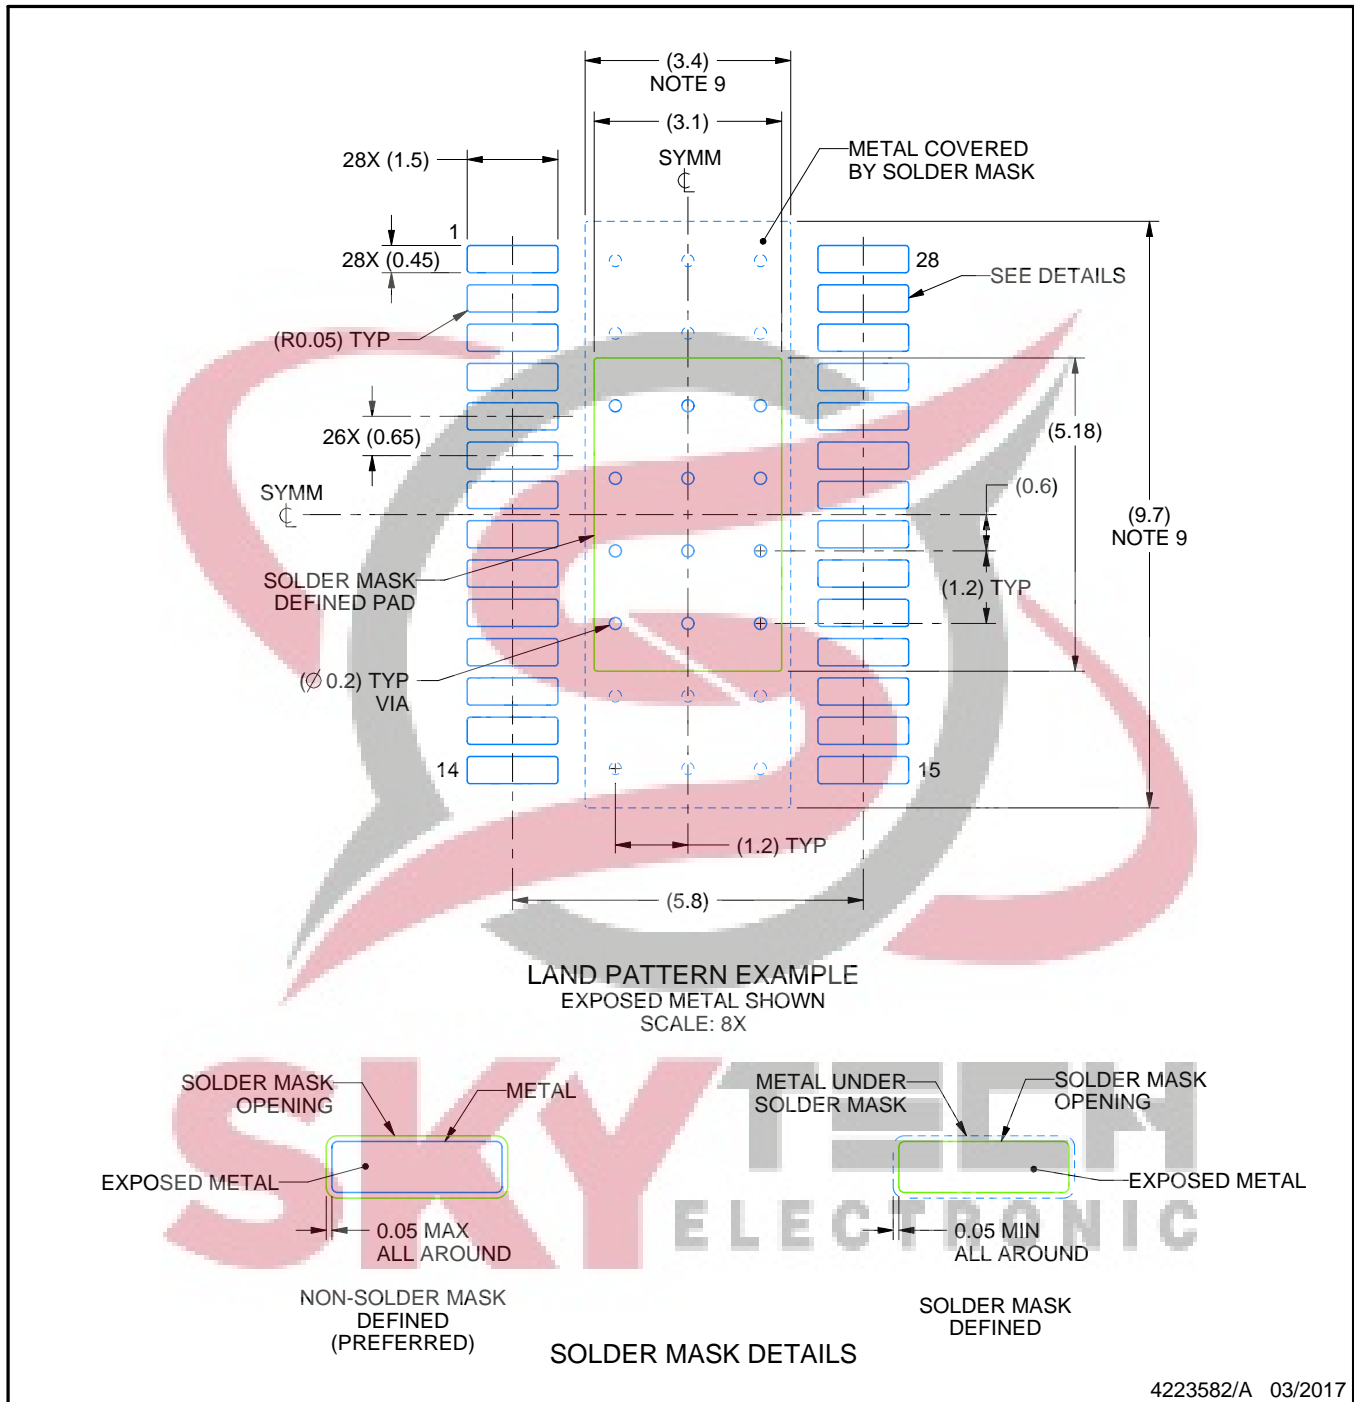 (3.4)
NOTE 9
(3.1)
METAL COVERED
BY SOLDER MASK
28X (1.5)
SYMM
1
28X (0.45)
28
SEE DETAILS
(R0.05) TYP
26X (0.65)
(5.18)
SYMM
(0.6)
(9.7)
NOTE 9
SOLDER MASK
DEFINED PAD
(1.2) TYP
(Ø 0.2) TYP
VIA
14
15
(1.2) TYP
(5.8)
LAND PATTERN EXAMPLE
EXPOSED METAL SHOWN
SCALE: 8X
SKY TECH
ELECTRONIC
SOLDER MASK
OPENING
METAL
EXPOSED METAL
0.05 MAX
ALL AROUND
NON-SOLDER MASK
DEFINED
(PREFERRED)
METAL UNDER
SOLDER MASK
SOLDER MASK
OPENING
EXPOSED METAL
0.05 MIN
ALL AROUND
SOLDER MASK
DEFINED
SOLDER MASK DETAILS
4223582/A 03/2017